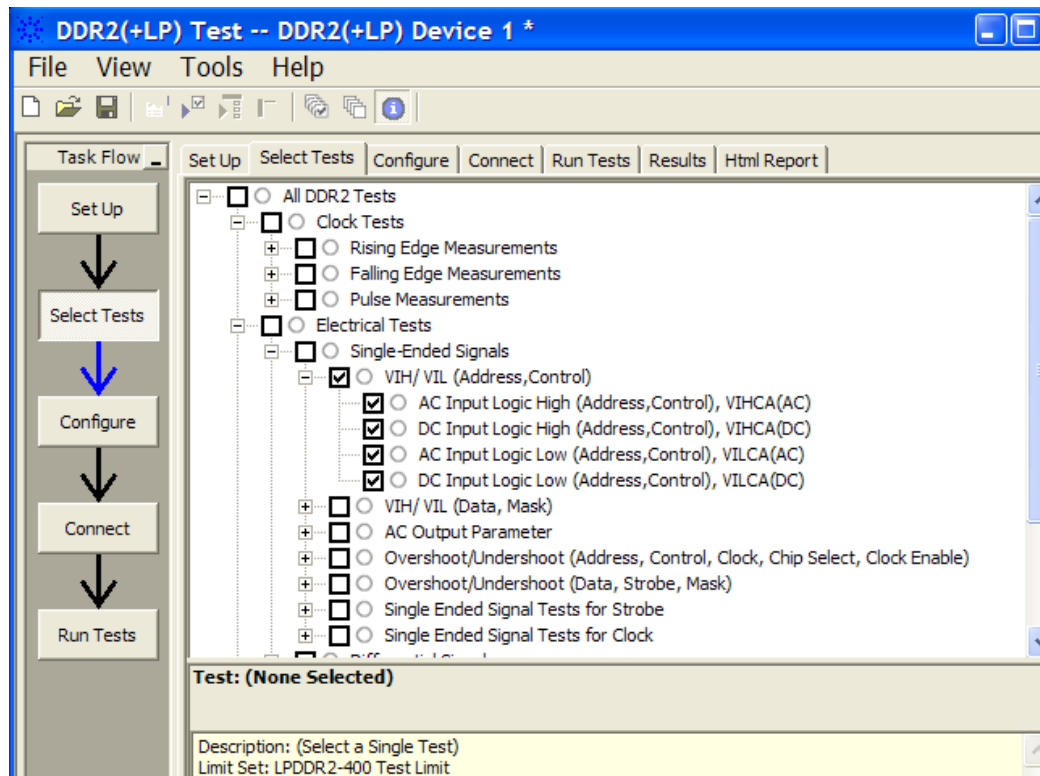 DDR2(+LP) Test -- DDR2(+LP) Device 1 *
File View Tools Help
Task Flow
Set Up Select Tests Configure Connect Run Tests Results Html Report
Set Up
Select Tests
Configure
Connect
Run Tests
All DDR2 Tests
Clock Tests
Rising Edge Measurements
Falling Edge Measurements
Pulse Measurements
Electrical Tests
Single-Ended Signals
VIH/ VIL (Address,Control)
AC Input Logic High (Address,Control), VIHCA(AC)
DC Input Logic High (Address,Control), VIHCA(DC)
AC Input Logic Low (Address,Control), VILCA(AC)
DC Input Logic Low (Address,Control), VILCA(DC)
VIH/ VIL (Data, Mask)
AC Output Parameter
Overshoot/Undershoot (Address, Control, Clock, Chip Select, Clock Enable)
Overshoot/Undershoot (Data, Strobe, Mask)
Single Ended Signal Tests for Strobe
Single Ended Signal Tests for Clock
Test: (None Selected)
Description: (Select a Single Test)
Limit Set: LPDDR2-400 Test Limit